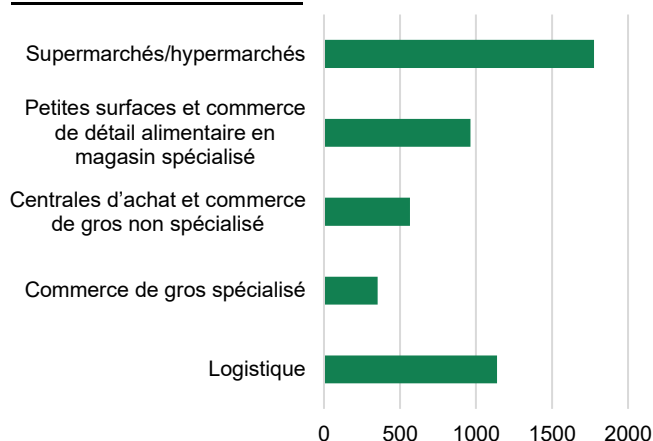 Supermarchés/hypermarchés
Petites surfaces et commerce
de détail alimentaire en
magasin spécialisé
Centrales d’achat et commerce
de gros non spécialisé
Commerce de gros spécialisé
Logistique
0 500 1000 1500 2000